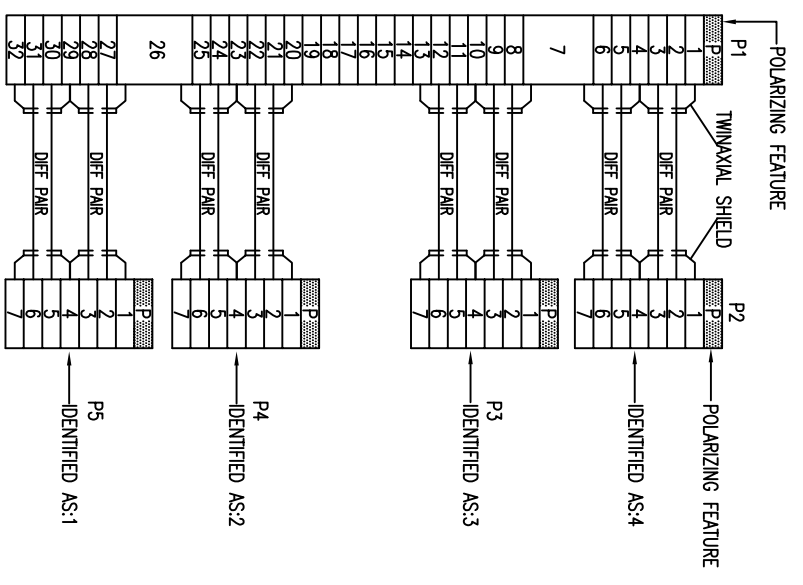 POLARIZING FEATURE
P1
P2
TWINAXIAL SHIELD
P P POLARIZING FEATURE
1 1
2 2
DIFF PAIR
3 3
4 4 IDENTIFIED AS:4
5 5
DIFF PAIR
6 6
7 7
P
1
8 2
DIFF PAIR
9 3
P3
10 4 IDENTIFIED AS:3
11 5
DIFF PAIR
12 6
13 7
14
15
16
17
18
19 P
20 1
21 2
DIFF PAIR
22 3
P4
23 4 IDENTIFIED AS:2
24 5
DIFF PAIR
25 6
7
26
P
1
27 2
DIFF PAIR
28 3
P5
29 4 IDENTIFIED AS:1
30 5
DIFF PAIR
31 6
32 7